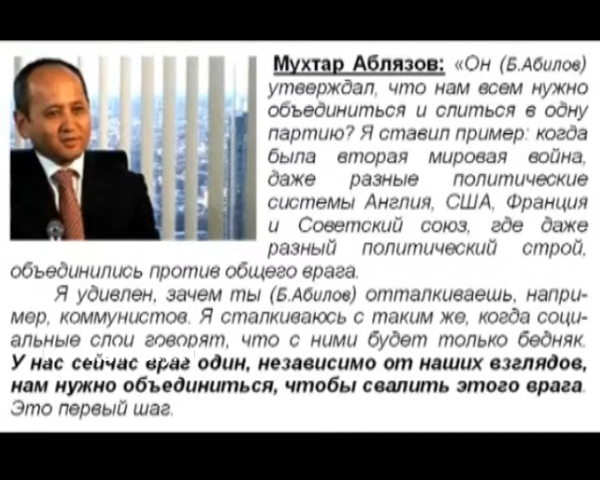 Мухтар Аблязов: «Он (Б.Абилов)
утверждал, что нам всем нужно
объединиться и слиться в одну
партию? Я ставил пример: когда
была вторая мировая война,
даже разные политические
системы Англия, США, Франция
и Советский союз, где даже
разный политический строй,
объединились против общего врага.
Я удивлен, зачем ты (Б.Абилов) отталкиваешь, напри-
мер, коммунистов. Я сталкиваюсь с таким же, когда соци-
альные слои говорят, что с ними будет только бедняк.
У нас сейчас враг один, независимо от наших взглядов,
нам нужно объединиться, чтобы свалить этого врага.
Это первый шаг.